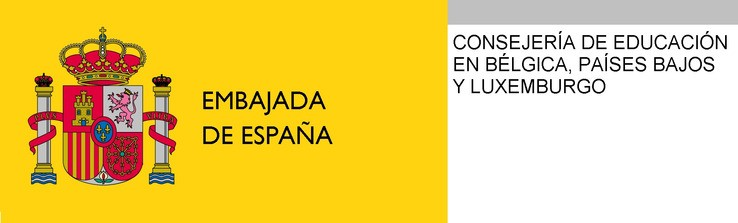 EMBAJADA
DE ESPAÑA
CONSEJERÍA DE EDUCACIÓN
EN BÉLGICA, PAÍSES BAJOS
Y LUXEMBURGO